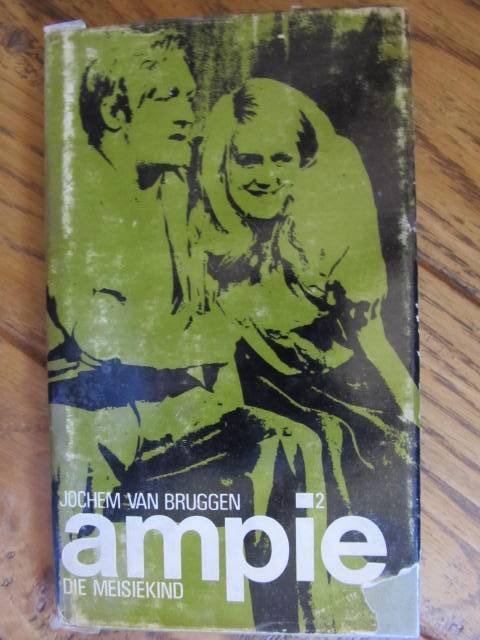 JOCHEM VAN BRUGGEN
ampie 2
DIE MEISIEKIND